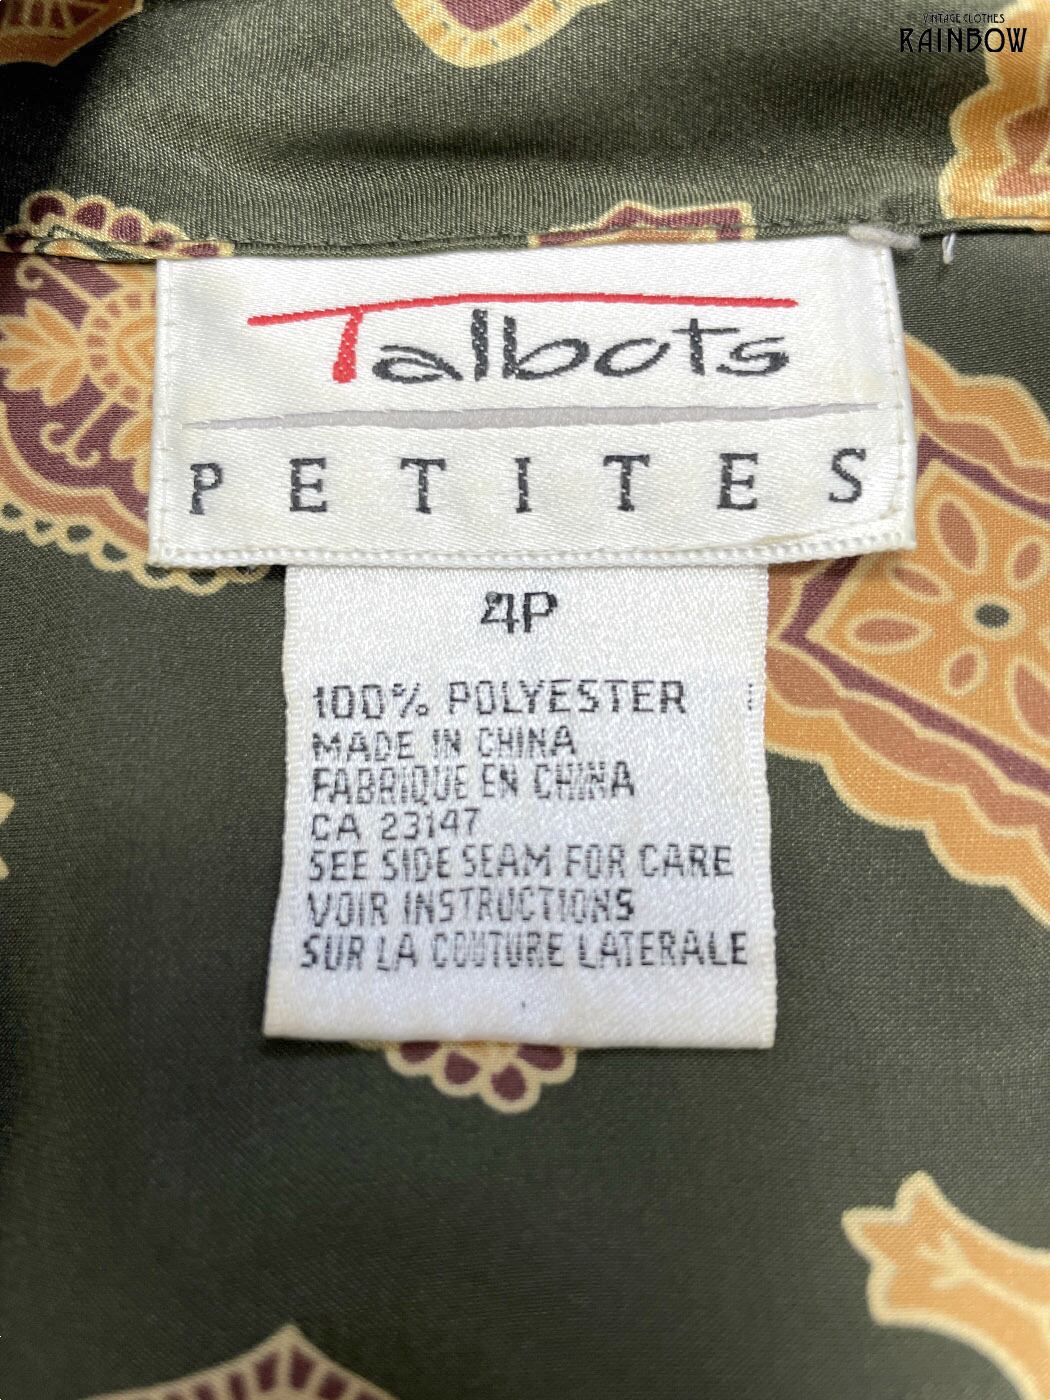 VINTAGE CLOTHES
RAINBOW
Talbots
PETITES
4P
100% POLYESTER
MADE IN CHINA
FABRIQUE EN CHINA
CA 23147
SEE SIDE SEAM FOR CARE
VOIR INSTRUCTIONS
SUR LA COUTURE LATERALE